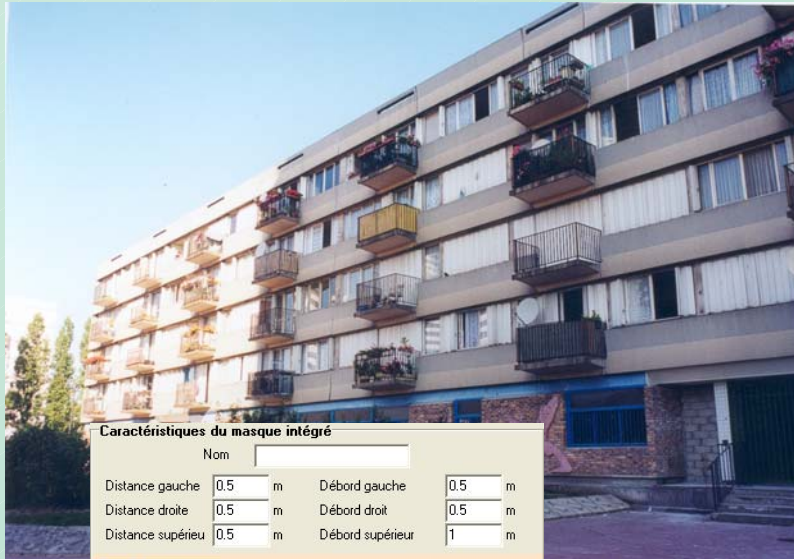 Caractéristiques du masque intégré
Nom
Distance gauche 0.5 m Débord gauche 0.5 m
Distance droite 0.5 m Débord droit 0.5 m
Distance supérieu 0.5 m Débord supérieur 1 m